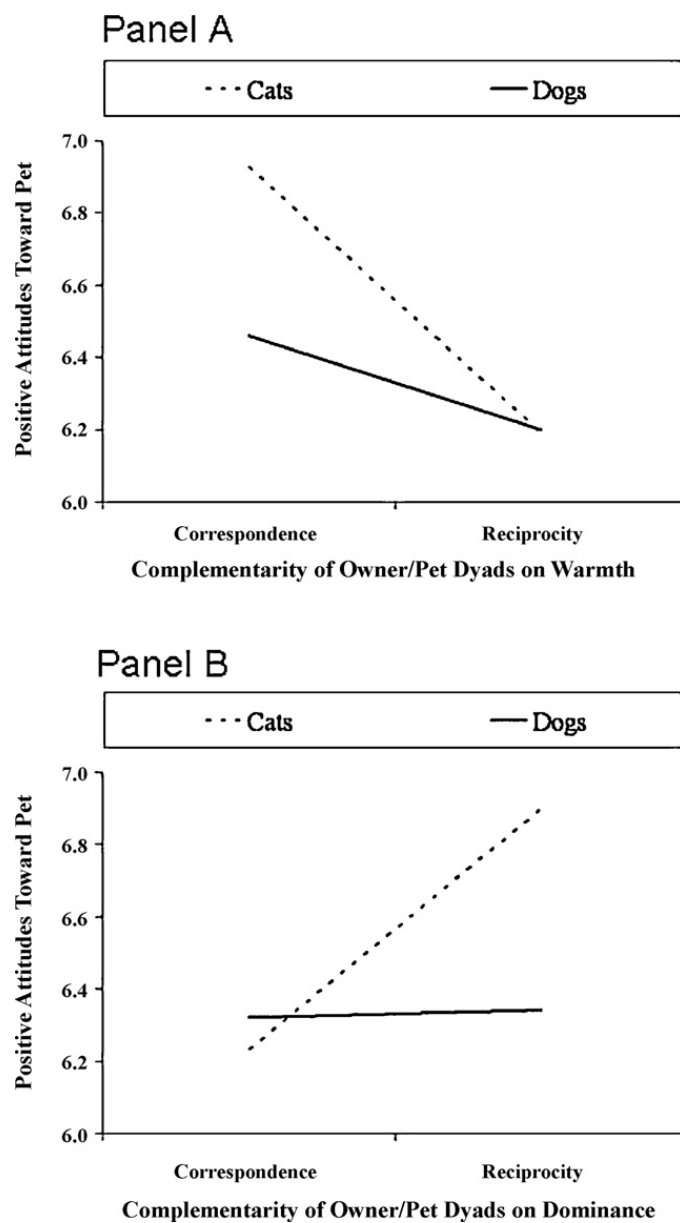 Panel A
Cats Dogs
Positive Attitudes Toward Pet
7.0
6.8
6.6
6.4
6.2
6.0
Correspondence Reciprocity
Complementarity of Owner/Pet Dyads on Warmth
Panel B
Cats Dogs
Positive Attitudes Toward Pet
7.0
6.8
6.6
6.4
6.2
6.0
Correspondence Reciprocity
Complementarity of Owner/Pet Dyads on Dominance